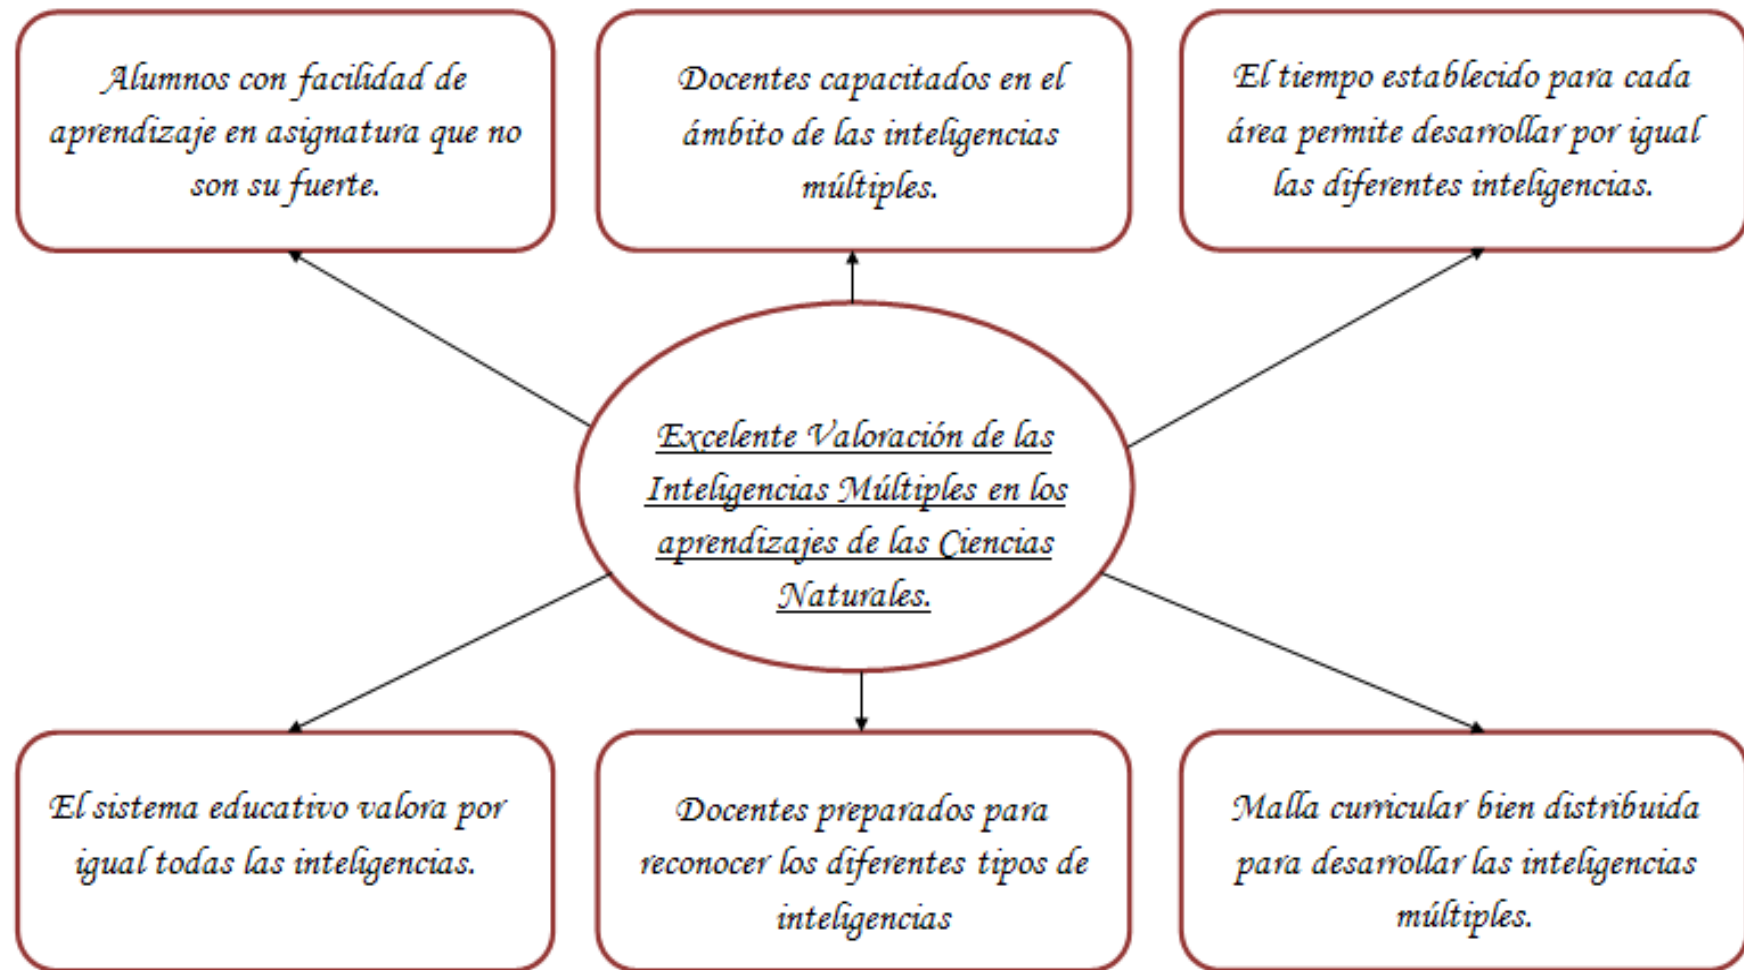 Alumnos con facilidad de
aprendizaje en asignatura que no
son su fuerte.
Docentes capacitados en el
ámbito de las inteligencias
múltiples.
El tiempo establecido para cada
área permite desarrollar por igual
las diferentes inteligencias.
Excelente Valoración de las
Inteligencias Múltiples en los
aprendizajes de las Ciencias
Naturales.
El sistema educativo valora por
igual todas las inteligencias.
Docentes preparados para
reconocer los diferentes tipos de
inteligencias
Malla curricular bien distribuida
para desarrollar las inteligencias
múltiples.